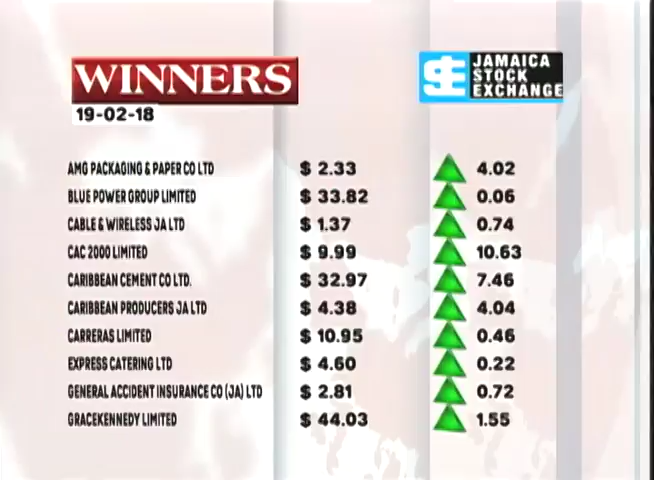 WINNERS
JAMAICA
STOCK
EXCHANGE
19-02-18
AMG PACKAGING & PAPER CO LTD $ 2.33 4.02
BLUE POWER GROUP LIMITED $ 33.82 0.06
CABLE & WIRELESS JA LTD $ 1.37 0.74
CAC 2000 LIMITED $ 9.99 10.63
CARIBBEAN CEMENT CO LTD. $ 32.97 7.46
CARIBBEAN PRODUCERS JA LTD $ 4.38 4.04
CARRERAS LIMITED $ 10.95 0.46
EXPRESS CATERING LTD $ 4.60 0.22
GENERAL ACCIDENT INSURANCE CO (JA) LTD $ 2.81 0.72
GRACEKENNEDY LIMITED $ 44.03 1.55